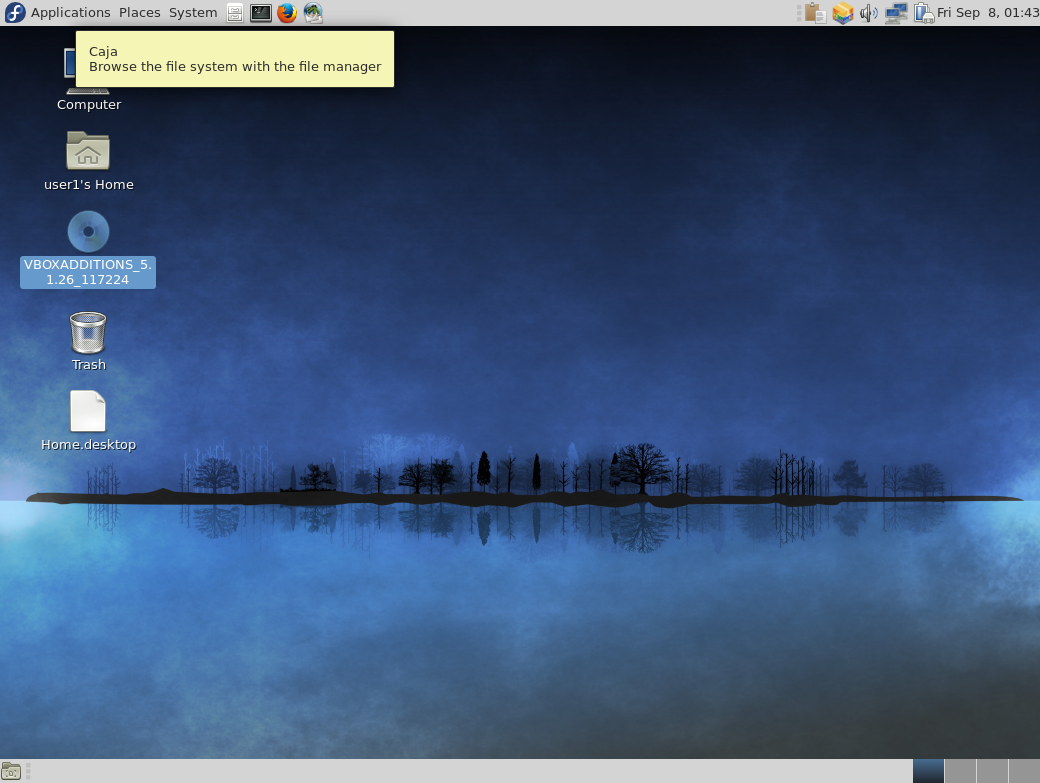 Applications Places System Fri Sep 8, 01:43
Caja
Browse the file system with the file manager
Computer
user1's Home
VBOXADDITIONS_5.
1.26_117224
Trash
Home.desktop